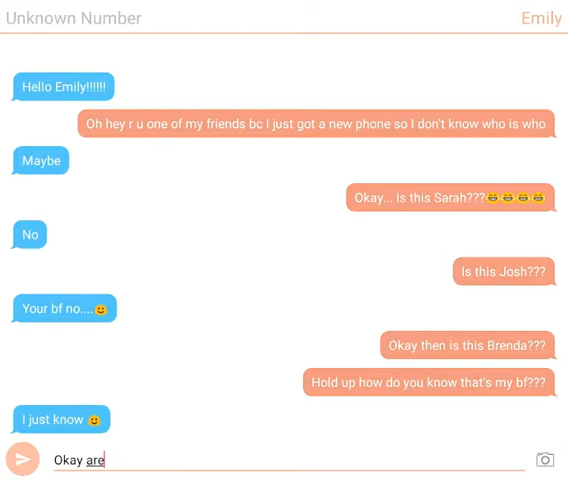 Unknown Number Emily
Hello Emily!!!!!!
Oh hey r u one of my friends bc I just got a new phone so I don't know who is who
Maybe
Okay... Is this Sarah???😂😂😂😂
No
Is this Josh???
Your bf no....🙂
Okay then is this Brenda???
Hold up how do you know that's my bf???
I just know 🙂
Okay are